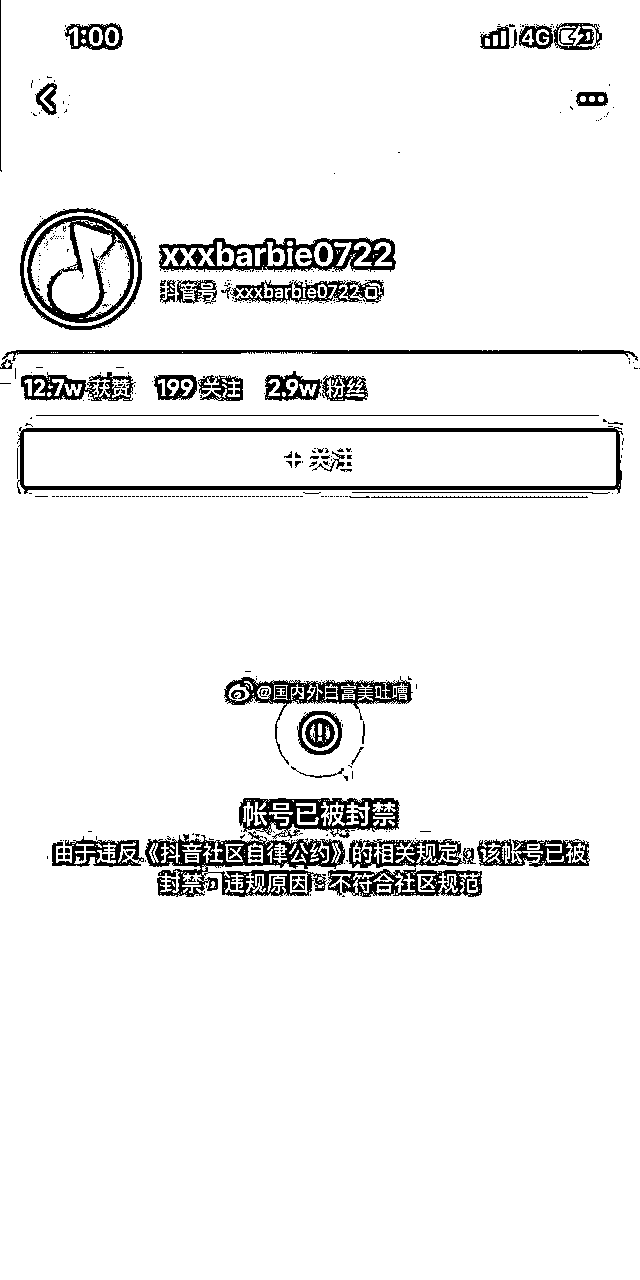 1:00
4G
xxxbarbie0722
抖音号：xxxbarbie0722
12.7w 获赞 199 关注 2.9w 粉丝
+ 关注
@国内外白富美吐嘈
帐号已被封禁
由于违反《抖音社区自律公约》的相关规定，该帐号已被
封禁，违规原因：不符合社区规范